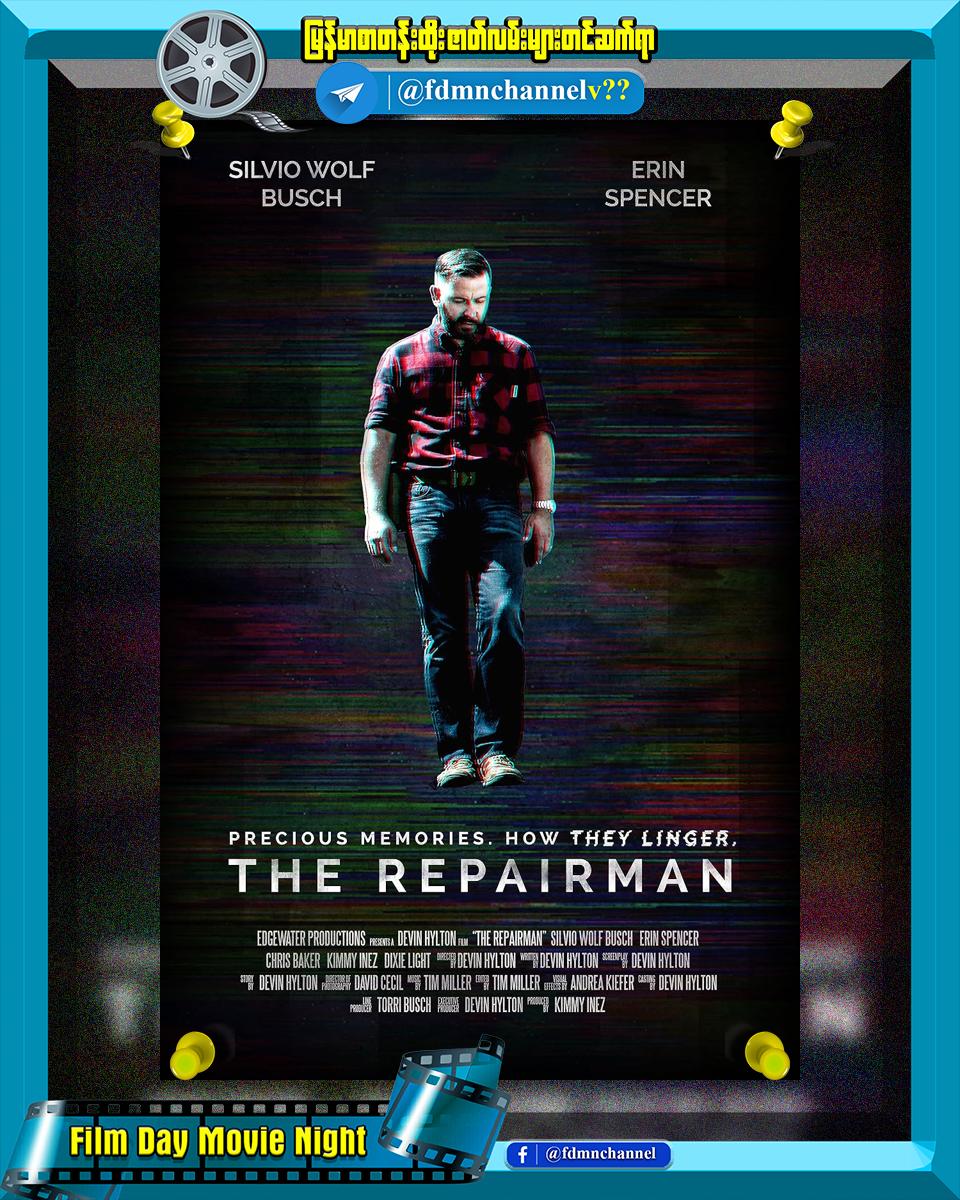 မြန်မာစာတန်းထိုးဇာတ်လမ်းများတင်ဆက်ရာ
@fdmnchannelv??
SILVIO WOLF BUSCH
ERIN SPENCER
PRECIOUS MEMORIES. HOW THEY LINGER.
THE REPAIRMAN
EDGEWATER PRODUCTIONS PRESENTS A DEVIN HYLTON FILM "THE REPAIRMAN" SILVIO WOLF BUSCH ERIN SPENCER
CHRIS BAKER KIMMY INEZ DIXIE LIGHT DIRECTED BY DEVIN HYLTON WRITTEN BY DEVIN HYLTON SCREENPLAY BY DEVIN HYLTON
STORY BY DEVIN HYLTON DIRECTOR OF PHOTOGRAPHY DAVID CECIL MUSIC BY TIM MILLER EDITED BY TIM MILLER VISUAL EFFECTS BY ANDREA KIEFER CASTING BY DEVIN HYLTON
LINE PRODUCER TORRI BUSCH EXECUTIVE PRODUCER DEVIN HYLTON PRODUCED BY KIMMY INEZ
Film Day Movie Night
@fdmnchannel